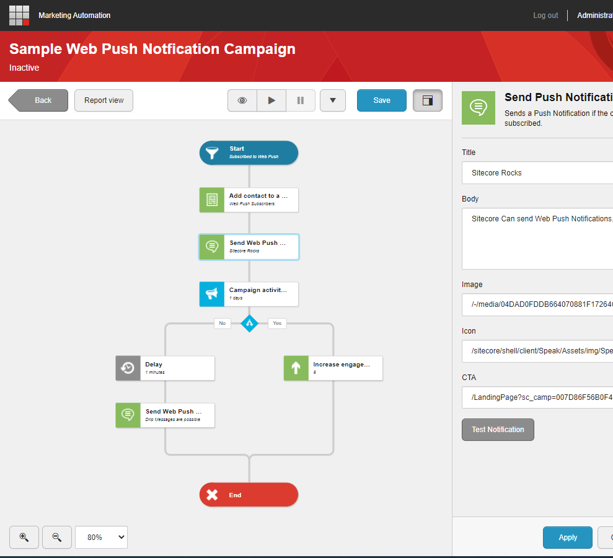 Marketing Automation
Log out
Administra
Sample Web Push Notfication Campaign
Inactive
Back
Report view
Save
Start
Subscribed to Web Push
Add contact to a ...
Web Push Subscribers
Send Web Push ...
Sitecore Rocks
Campaign activit...
7 days
No
Yes
Delay
1 minutes
Increase engage...
Send Web Push ...
Drip Messages are possible
End
80%
Send Push Notificati
Sends a Push Notification if the c
subscribed.
Title
Sitecore Rocks
Body
Sitecore Can send Web Push Notifications.
Image
/-/media/04DAD0FDDB664070881F17264
Icon
/sitecore/shell/client/Speak/Assets/img/Spe
CTA
/LandingPage?sc_camp=007D86F56B0F4
Test Notification
Apply